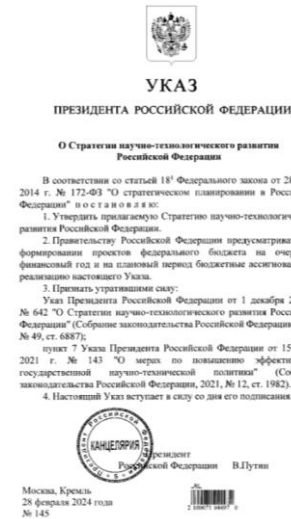 УКАЗ
ПРЕЗИДЕНТА РОССИЙСКОЙ ФЕДЕРАЦИИ
О Стратегии научно-технологического развития
Российской Федерации
В соответствии со статьей 18¹ Федерального закона от 2
2014 г. № 172-ФЗ "О стратегическом планировании в Росс
Федерации" п о с т а н о в л я ю:
1. Утвердить прилагаемую Стратегию научно-технологичес
развития Российской Федерации.
2. Правительству Российской Федерации предусматрива
формировании проектов федерального бюджета на оче
финансовый год и на плановый период бюджетные ассигнова
реализацию настоящего Указа.
3. Признать утратившими силу:
Указ Президента Российской Федерации от 1 декабря 2
№ 642 "О Стратегии научно-технологического развития Росс
Федерации" (Собрание законодательства Российской Федераци
№ 49, ст. 6887);
пункт 7 Указа Президента Российской Федерации от 15
2021 г. № 143 "О мерах по повышению эффекти
государственной научно-технической политики" (Со
законодательства Российской Федерации, 2021, № 12, ст. 1982).
4. Настоящий Указ вступает в силу со дня его подписания.
КАНЦЕЛЯРИЯ
Президент
Российской Федерации В.Путин
Москва, Кремль
28 февраля 2024 года
№ 145